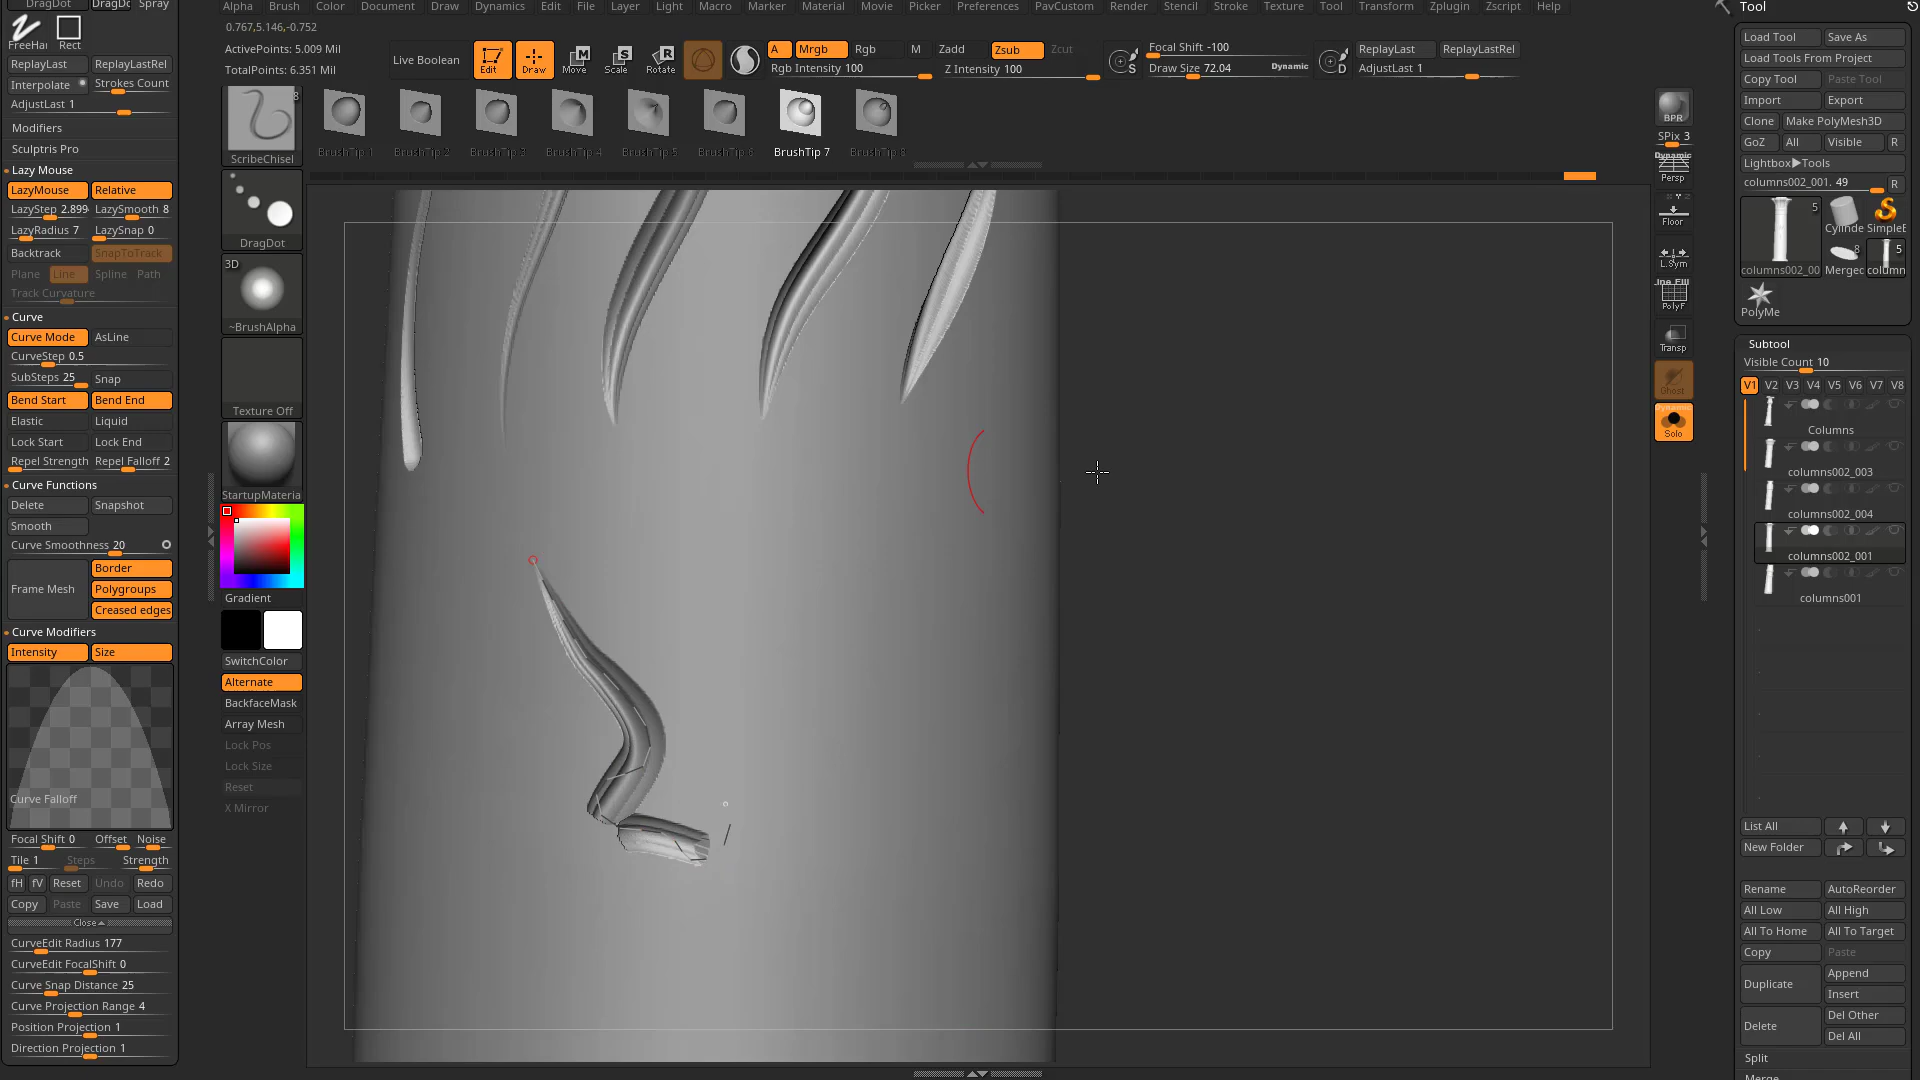 Alpha Brush Color Document Draw Dynamics Edit File Layer Light Macro Marker Material Movie Picker Preferences PavCustom Render Stencil Stroke Texture Tool Transform Zplugin Zscript Help
0.767,5.146,-0.752
DragDot
Spray
FreeHar
Rect
ReplayLast ReplayLastRel
Interpolate Strokes Count
AdjustLast 1
Modifiers
Sculptris Pro
Lazy Mouse
LazyMouse Relative
LazyStep 2.899 LazySmooth 8
LazyRadius 7 LazySnap 0
Backtrack SnapToTrack
Plane Line Spline Path
Track Curvature
Curve
Curve Mode AsLine
CurveStep 0.5
SubSteps 25 Snap
Bend Start Bend End
Elastic Liquid
Lock Start Lock End
Repel Strength Repel Falloff 2
Curve Functions
Delete Snapshot
Smooth
Curve Smoothness 20
Frame Mesh
Border
Polygroups
Creased edges
Curve Modifiers
Intensity Size
Curve Falloff
Focal Shift 0 Offset Noise
Tile 1 Steps Strength
fH fV Reset Undo Redo
Copy Paste Save Load
Close
CurveEdit Radius 177
CurveEdit FocalShift 0
Curve Snap Distance 25
Curve Projection Range 4
Position Projection 1
Direction Projection 1
ActivePoints: 5.009 Mil
TotalPoints: 6.351 Mil
Live Boolean
Edit Draw Move Scale Rotate
A Mrgb Rgb M Zadd Zsub Zcut
Rgb Intensity 100 Z Intensity 100
S
Focal Shift -100
Draw Size 72.04 Dynamic
D
ReplayLast ReplayLastRel
AdjustLast 1
8
ScribeChisel
BrushTip 1 BrushTip 2 BrushTip 3 BrushTip 4 BrushTip 5 BrushTip 6 BrushTip 7 BrushTip 8
DragDot
3D
~BrushAlpha
Texture Off
StartupMateria
Gradient
SwitchColor
Alternate
BackfaceMask
Array Mesh
Lock Pos
Lock Size
Reset
X Mirror
BPR
SPix 3
Dynamic
Persp
Floor
L.Sym
Line Fill
PolyF
Transp
Ghost
Dynamic
Solo
Tool
Load Tool Save As
Load Tools From Project
Copy Tool Paste Tool
Import Export
Clone Make PolyMesh3D
GoZ All Visible R
Lightbox▶Tools
columns002_001. 49 R
5
Cylinde SimpleE
8
5
columns002_00 Mergec column
PolyMe
Subtool
Visible Count 10
V1 V2 V3 V4 V5 V6 V7 V8
Columns
columns002_003
columns002_004
columns002_001
columns001
List All
New Folder
Rename AutoReorder
All Low All High
All To Home All To Target
Copy Paste
Duplicate
Append
Insert
Delete
Del Other
Del All
Split
Merge